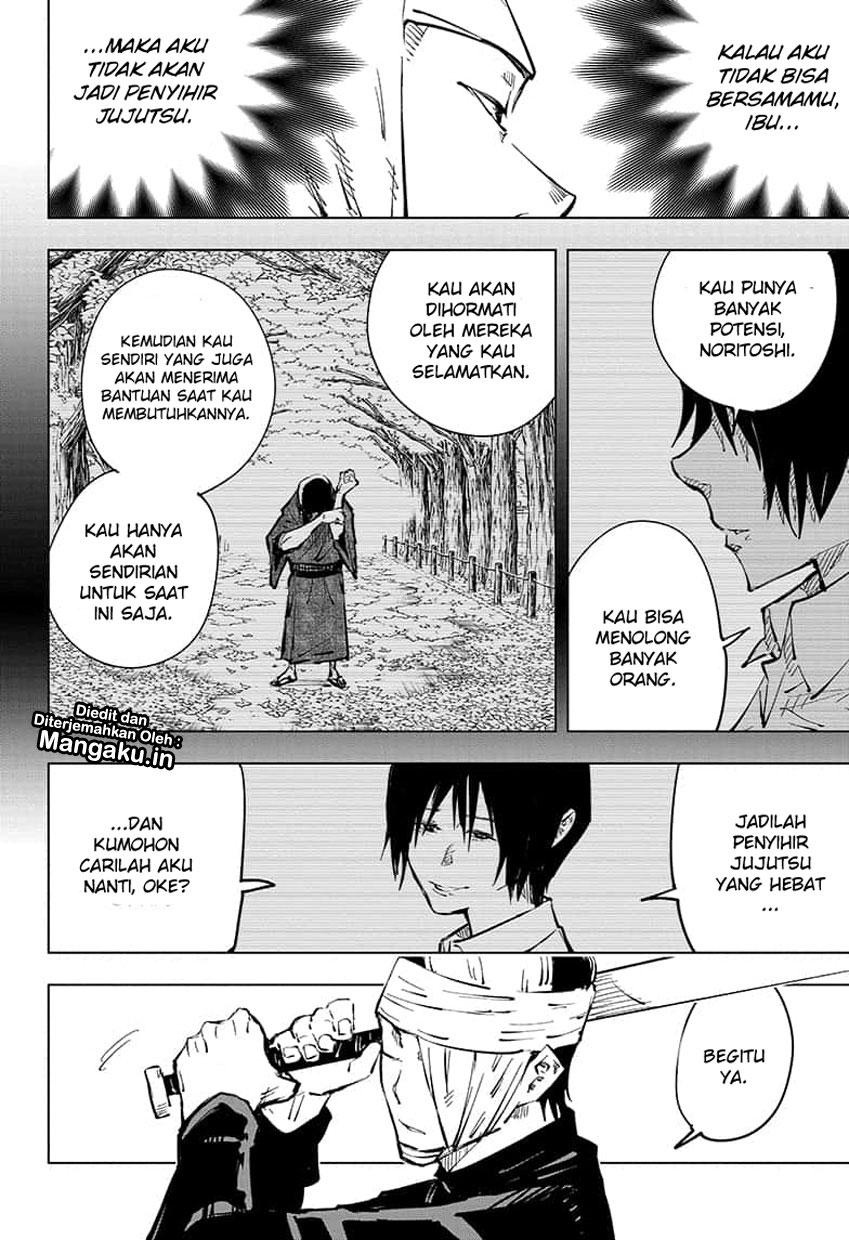 KALAU AKU
TIDAK BISA
BERSAMAMU,
IBU...
...MAKA AKU
TIDAK AKAN
JADI PENYIHIR
JUJUTSU.
KAU PUNYA
BANYAK
POTENSI,
NORITOSHI.
KAU BISA
MENOLONG
BANYAK
ORANG.
KAU AKAN
DIHORMATI
OLEH MEREKA
YANG KAU
SELAMATKAN.
KEMUDIAN KAU
SENDIRI YANG JUGA
AKAN MENERIMA
BANTUAN SAAT KAU
MEMBUTUHKANNYA.
KAU HANYA
AKAN
SENDIRIAN
UNTUK SAAT
INI SAJA.
Diedit dan
Diterjemahkan Oleh :
Mangaku.in
JADILAH
PENYIHIR
JUJUTSU
YANG HEBAT
...
...DAN
KUMOHON
CARILAH AKU
NANTI, OKE?
BEGITU
YA.